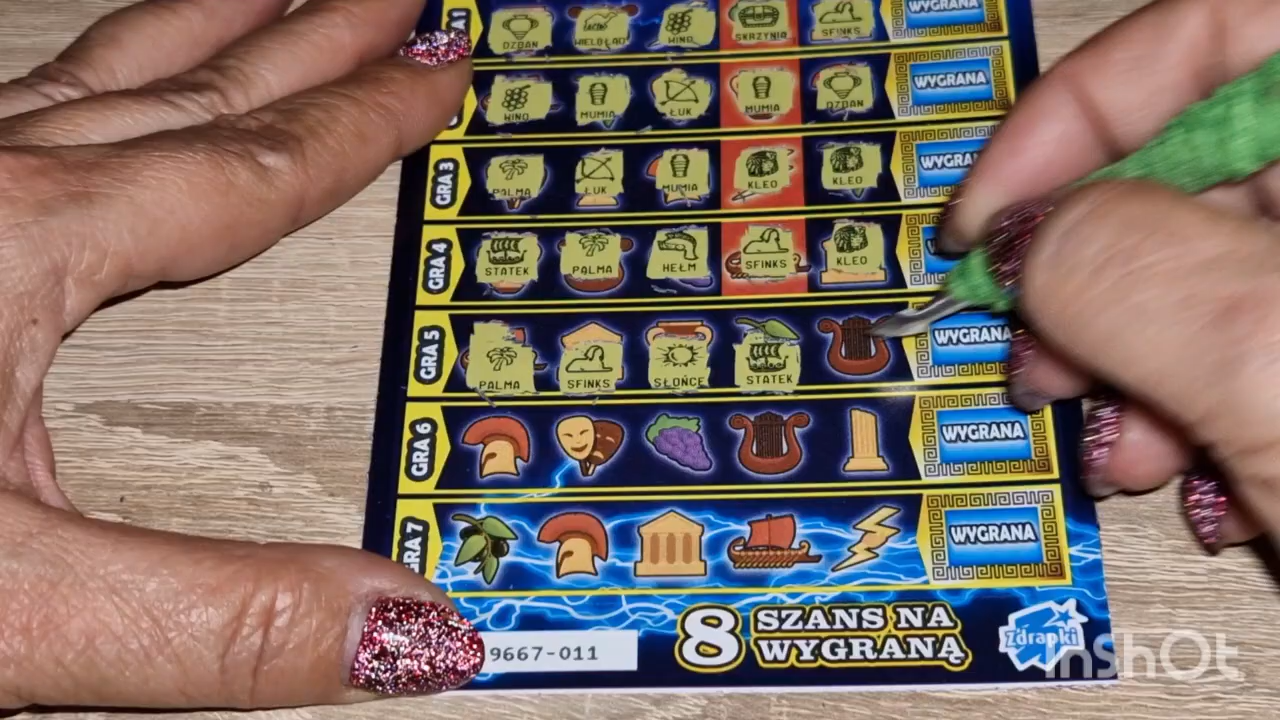 A1
DZBAN WIELBŁĄD WINO SKRZYNIA SFINKS WYGRANA
WINO MUMIA ŁUK MUMIA DZBAN WYGRANA
GRA 3 PALMA ŁUK MUMIA KLEO KLEO
GRA 4 STATEK PALMA HEŁM SFINKS KLEO
GRA 5 PALMA SFINKS SŁOŃCE STATEK WYGRANA
GRA 6 WYGRANA
GRA 7 WYGRANA
8 SZANS NA
WYGRANĄ
9667-011
Zdrapki
InShOt